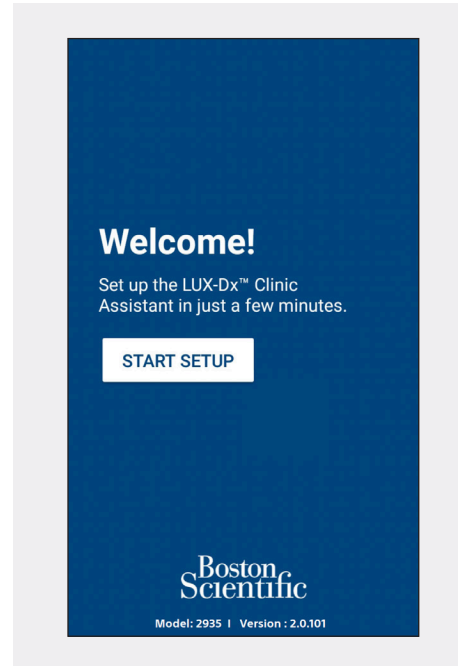 Welcome!
Set up the LUX-Dx™ Clinic
Assistant in just a few minutes.
START SETUP
Boston
Scientific
Model: 2935 | Version : 2.0.101